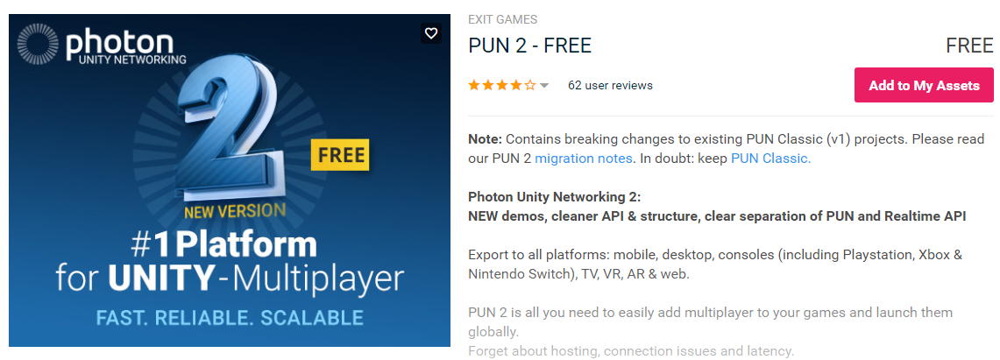 photon
UNITY NETWORKING
2
FREE
NEW VERSION
#1 Platform
for UNITY - Multiplayer
FAST. RELIABLE. SCALABLE
EXIT GAMES
PUN 2 - FREE
FREE
62 user reviews
Add to My Assets
Note: Contains breaking changes to existing PUN Classic (v1) projects. Please read
our PUN 2 migration notes. In doubt: keep PUN Classic.
Photon Unity Networking 2:
NEW demos, cleaner API & structure, clear separation of PUN and Realtime API
Export to all platforms: mobile, desktop, consoles (including Playstation, Xbox &
Nintendo Switch), TV, VR, AR & web.
PUN 2 is all you need to easily add multiplayer to your games and launch them
globally.
Forget about hosting, connection issues and latency.